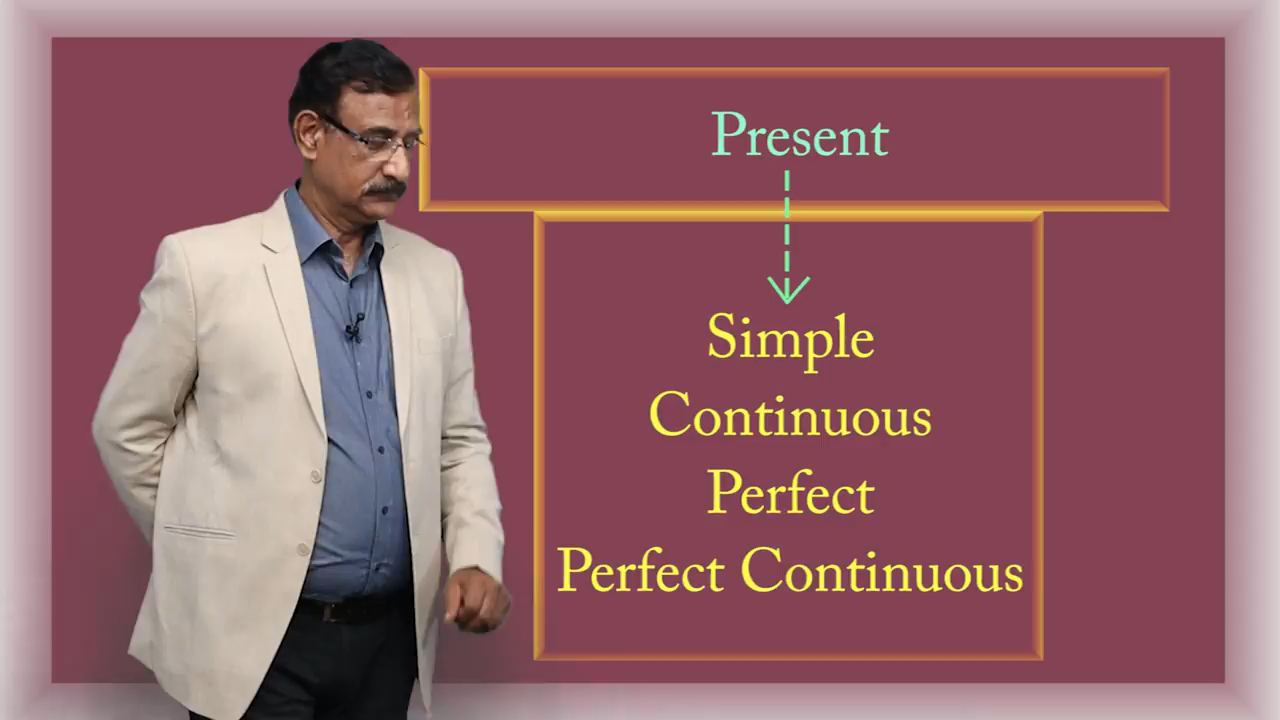 Present
Simple
Continuous
Perfect
Perfect Continuous